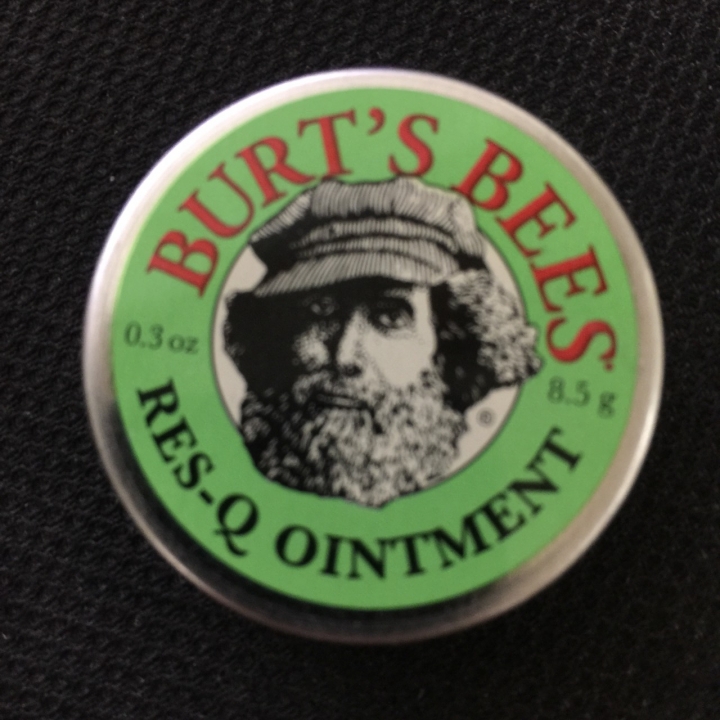 BURT'S BEES
0.3 oz
8.5 g
RES-Q OINTMENT
®